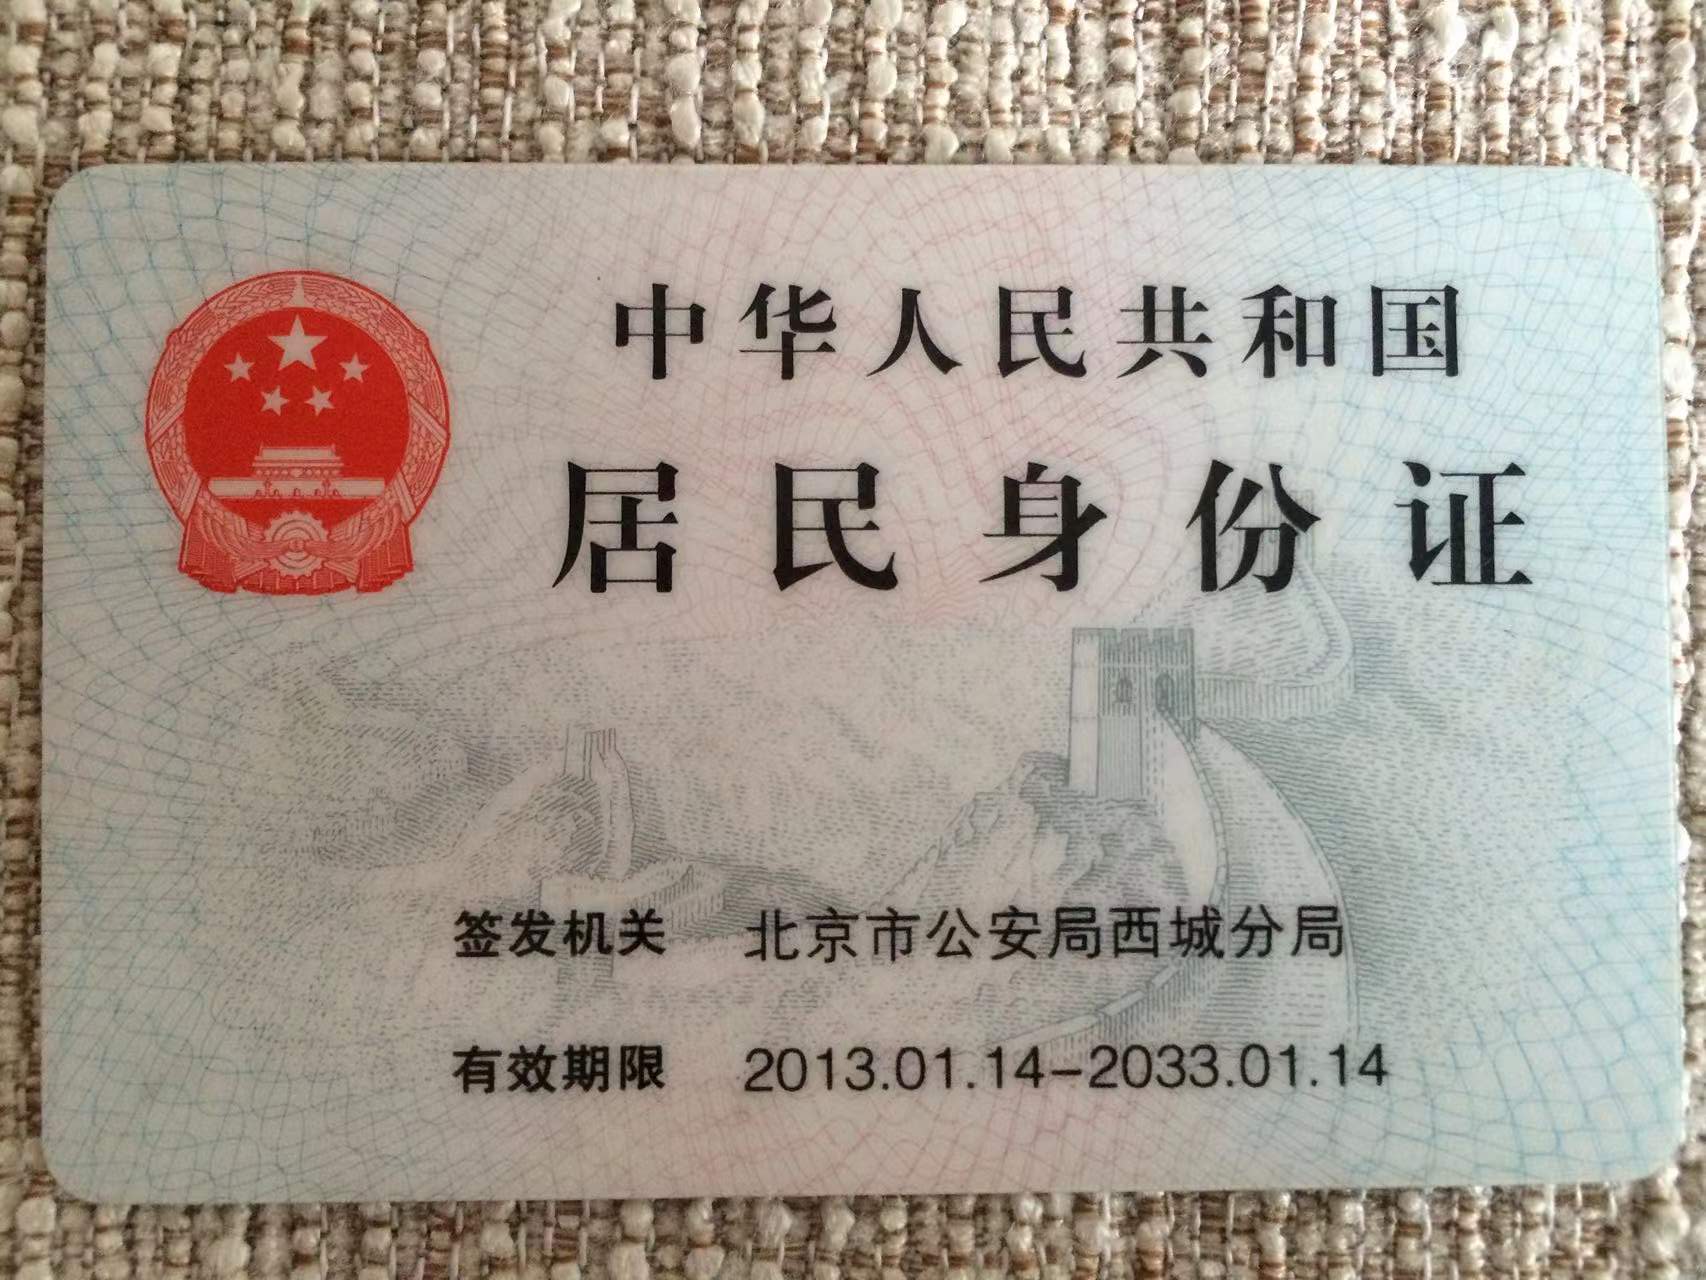 中华人民共和国
居民身份证
签发机关 北京市公安局西城分局
有效期限 2013.01.14-2033.01.14